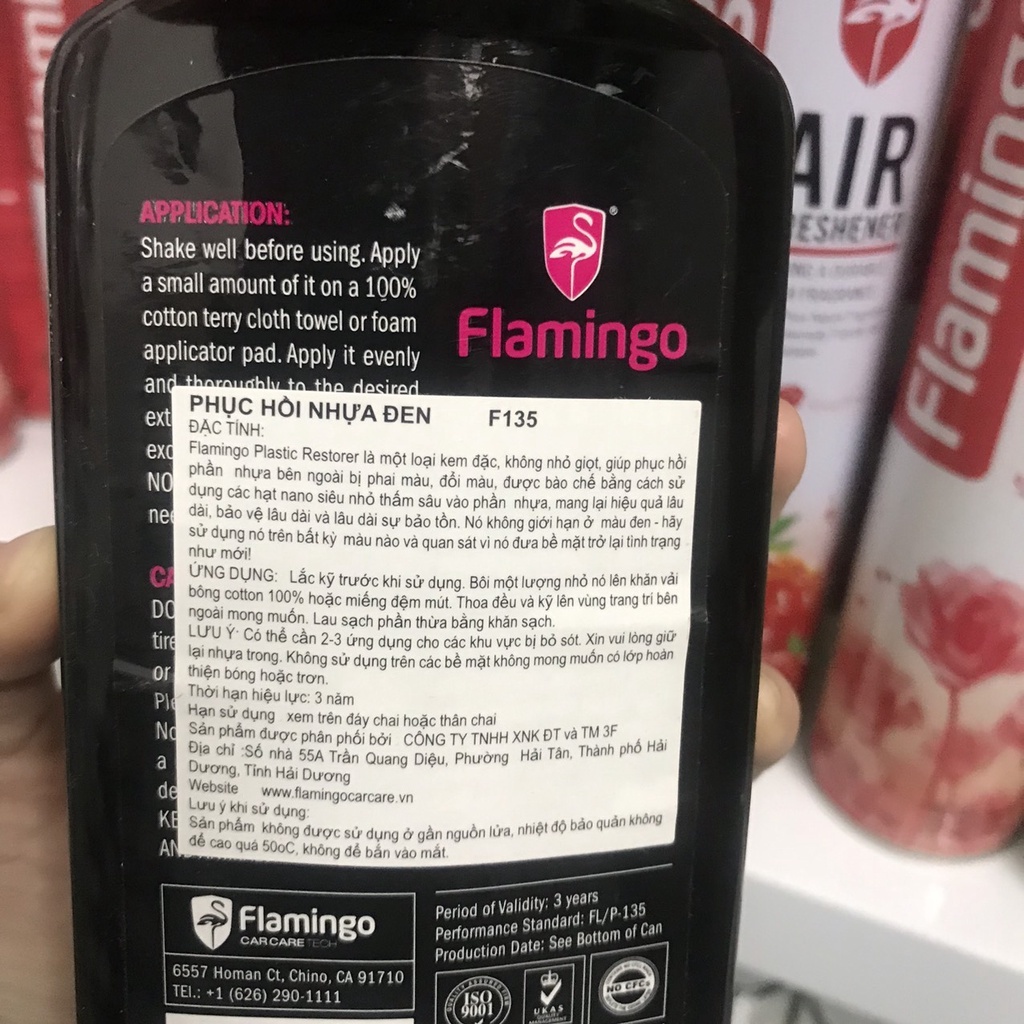 APPLICATION:
Shake well before using. Apply
a small amount of it on a 100%
cotton terry cloth towel or foam
applicator pad. Apply it evenly
and thoroughly to the desired
Flamingo
®
PHỤC HỒI NHỰA ĐEN F135
ĐẶC TÍNH:
Flamingo Plastic Restorer là một loại kem đặc, không nhỏ giọt, giúp phục hồi
phần nhựa bên ngoài bị phai màu, đổi màu, được bào chế bằng cách sử
dụng các hạt nano siêu nhỏ thấm sâu vào phần nhựa, mang lại hiệu quả lâu
dài, bảo vệ lâu dài và lâu dài sự bảo tồn. Nó không giới hạn ở màu đen - hãy
sử dụng nó trên bất kỳ màu nào và quan sát vì nó đưa bề mặt trở lại tình trạng
như mới!
ỨNG DỤNG: Lắc kỹ trước khi sử dụng. Bôi một lượng nhỏ nó lên khăn vải
bông cotton 100% hoặc miếng đệm mút. Thoa đều và kỹ lên vùng trang trí bên
ngoài mong muốn. Lau sạch phần thừa bằng khăn sạch.
LƯU Ý: Có thể cần 2-3 ứng dụng cho các khu vực bị bỏ sót. Xin vui lòng giữ
lại nhựa trong. Không sử dụng trên các bề mặt không mong muốn có lớp hoàn
thiện bóng hoặc trơn.
Thời hạn hiệu lực: 3 năm
Hạn sử dụng xem trên đáy chai hoặc thân chai
Sản phẩm được phân phối bởi CÔNG TY TNHH XNK ĐT và TM 3F
Địa chỉ :Số nhà 55A Trần Quang Diệu, Phường Hải Tân, Thành phố Hải
Dương, Tỉnh Hải Dương
Website www.flamingocarcare.vn
Lưu ý khi sử dụng:
Sản phẩm không được sử dụng ở gần nguồn lửa, nhiệt độ bảo quản không
để cao quá 50oC, không để bắn vào mắt.
Flamingo
CAR CARE TECH
6557 Homan Ct, Chino, CA 91710
TEL.: +1 (626) 290-1111
Period of Validity: 3 years
Performance Standard: FL/P-135
Production Date: See Bottom of Can
ISO
9001
UKAS
QUALITY
MANAGEMENT
NO CFCs
AIR
Flamingo